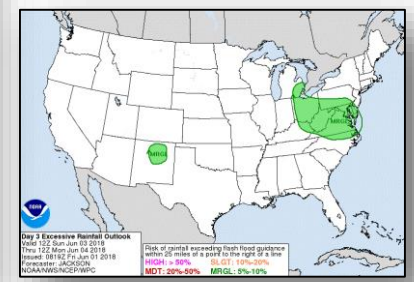 MRGL
MRGL
NOAA
Day 3 Excessive Rainfall Outlook
Valid 12Z Sun Jun 03 2018
Thru 12Z Mon Jun 04 2018
Issued: 0819Z Fri Jun 01 2018
Forecaster: JACKSON
NOAA/NWS/NCEP/WPC
Risk of rainfall exceeding flash flood guidance
within 25 miles of a point to the right of a line
HIGH: > 50% SLGT: 10%-20%
MDT: 20%-50% MRGL: 5%-10%